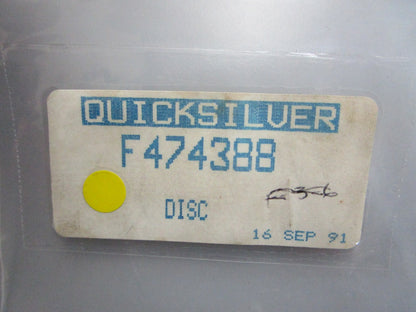 QUICKSILVER
F474388
DISC
16 SEP 91